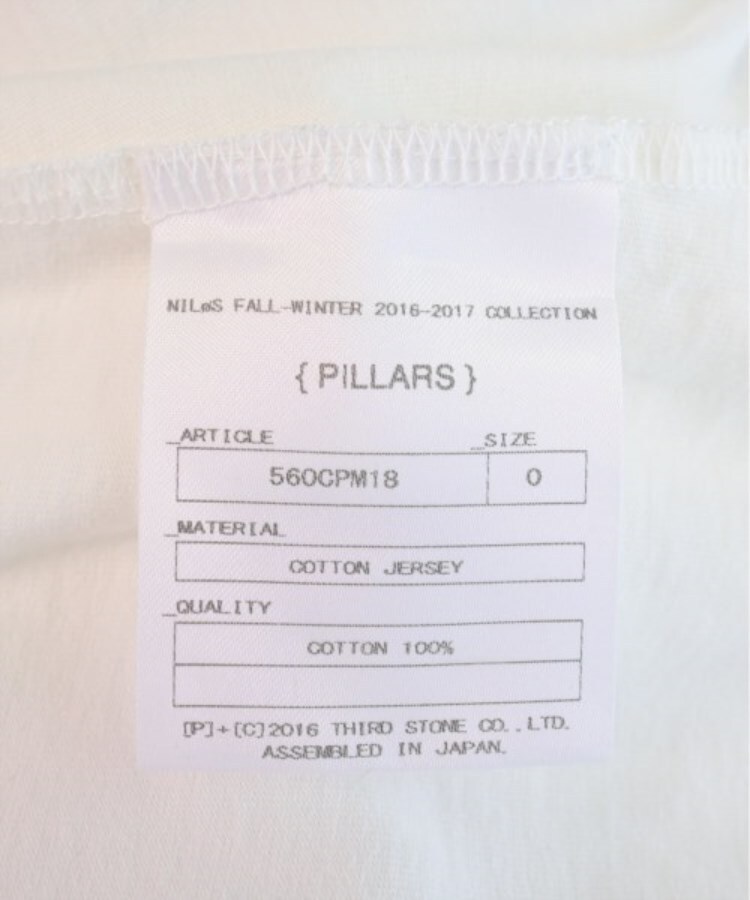 NILøS FALL-WINTER 2016-2017 COLLECTION
{ PILLARS }
_ARTICLE _SIZE
560CPM18 0
_MATERIAL
COTTON JERSEY
_QUALITY
COTTON 100%
[P]+[C]2016 THIRD STONE CO.,LTD.
ASSEMBLED IN JAPAN.